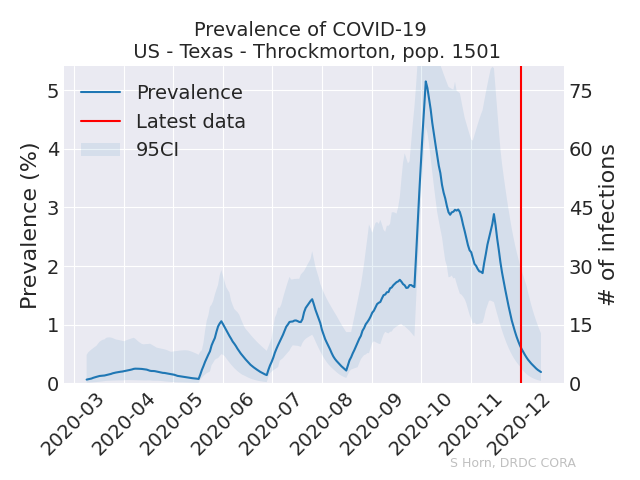 Prevalence of COVID-19
US - Texas - Throckmorton, pop. 1501
Prevalence
Latest data
95CI
Prevalence (%)
5
4
3
2
1
0
75
60
45
30
15
0
# of infections
2020-03
2020-04
2020-05
2020-06
2020-07
2020-08
2020-09
2020-10
2020-11
2020-12
S Horn, DRDC CORA